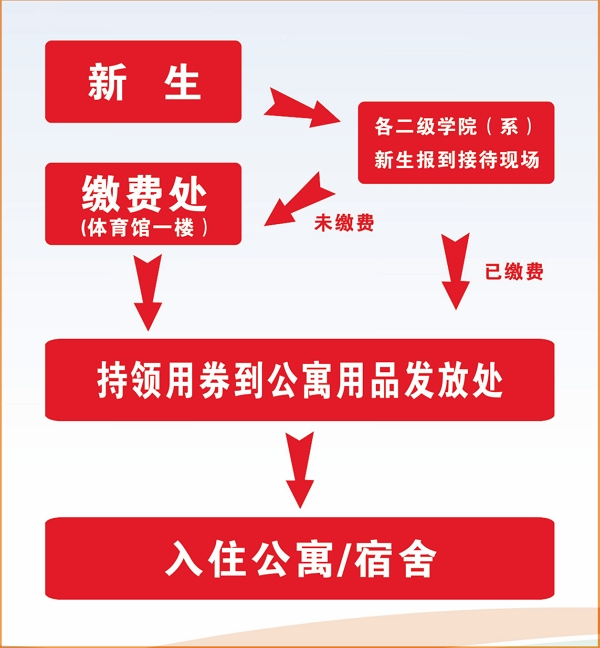 新 生
各二级学院（系）
新生报到接待现场
缴费处
(体育馆一楼）
未缴费
已缴费
持领用券到公寓用品发放处
入住公寓/宿舍